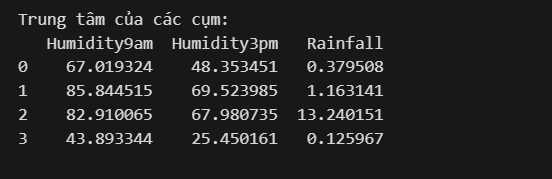 Trung tâm của các cụm:
Humidity9am Humidity3pm Rainfall
0 67.019324 48.353451 0.379508
1 85.844515 69.523985 1.163141
2 82.910065 67.980735 13.240151
3 43.893344 25.450161 0.125967